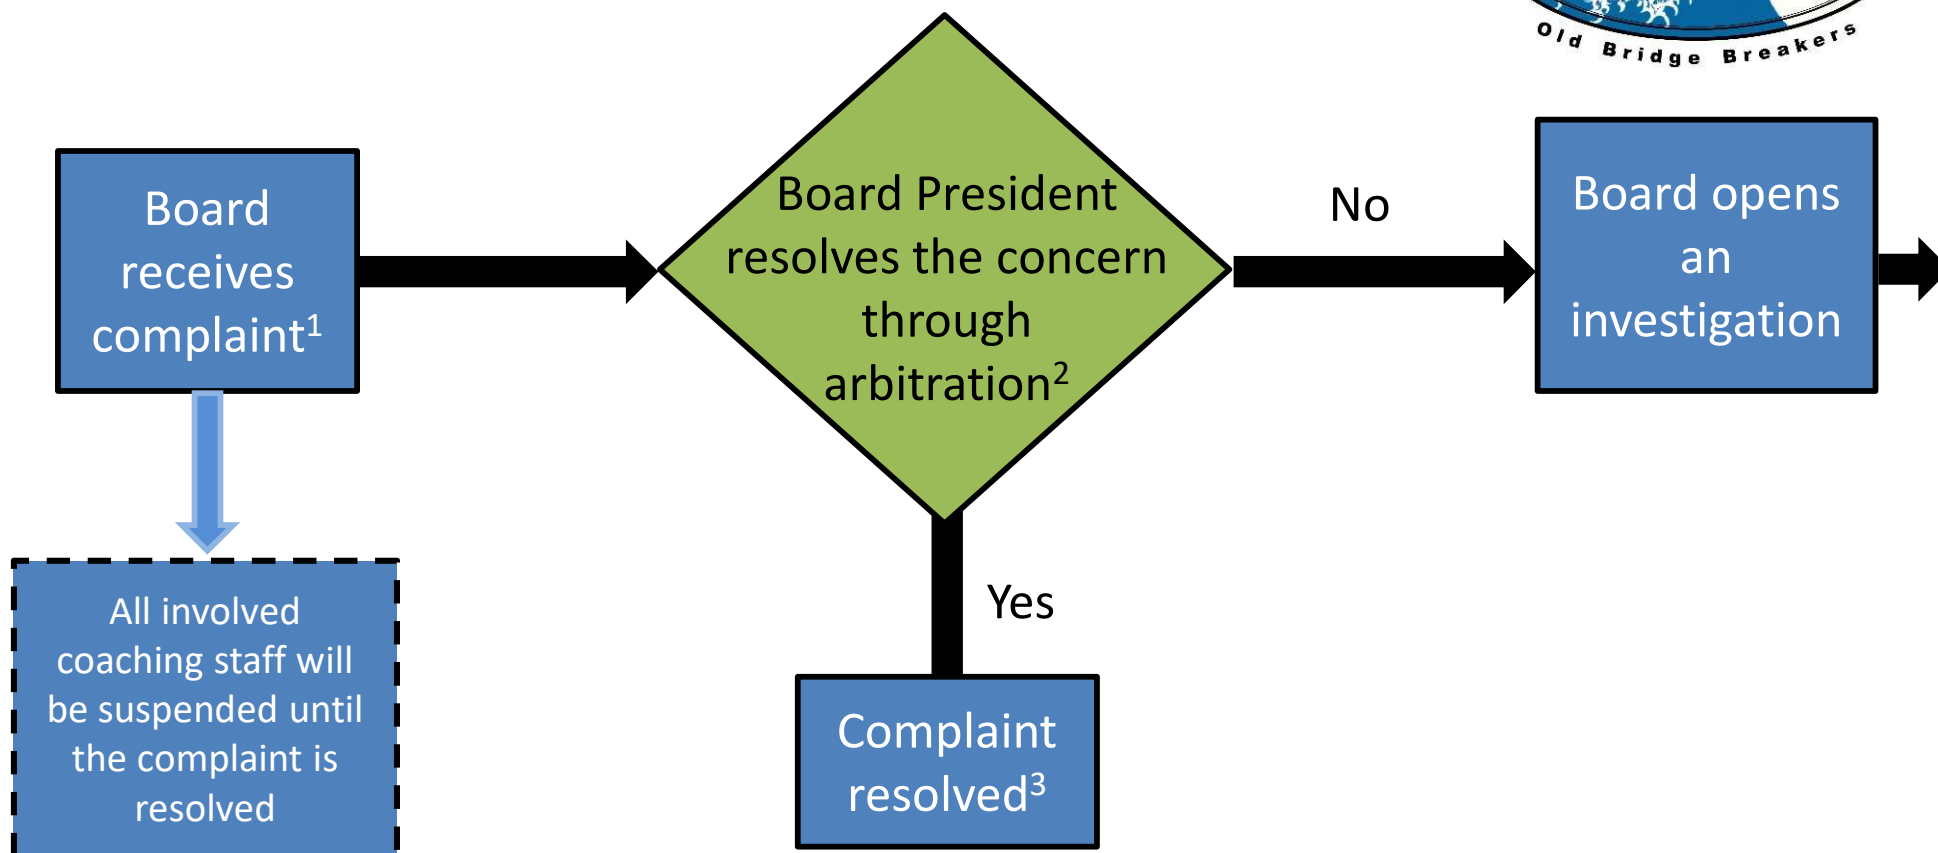 Old Bridge Breakers
Board
receives
complaint¹
Board President
resolves the concern
through
arbitration²
No
Board opens
an
investigation
All involved
coaching staff will
be suspended until
the complaint is
resolved
Yes
Complaint
resolved³